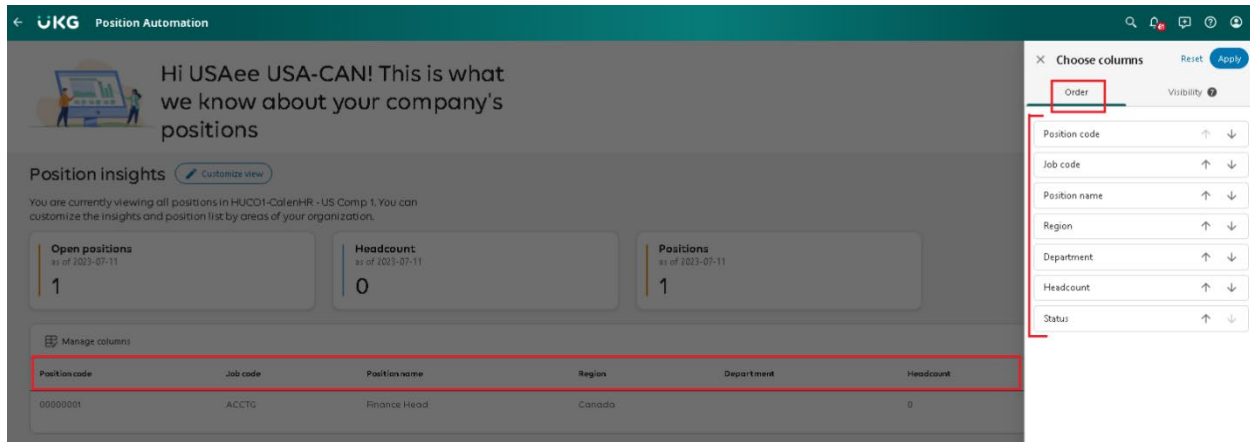 UKG Position Automation
Hi USAee USA-CAN! This is what
we know about your company's
positions
Position insights Customize view
You are currently viewing all positions in HUCO1-CalenHR - US Comp 1. You can
customize the insights and position list by areas of your organization.
Open positions
as of 2023-07-11
1
Headcount
as of 2023-07-11
0
Positions
as of 2023-07-11
1
Manage columns
Position code Job code Position name Region Department Headcount
00000001 ACCTG Finance Head Canada 0
Choose columns Reset Apply
Order Visibility
Position code
Job code
Position name
Region
Department
Headcount
Status